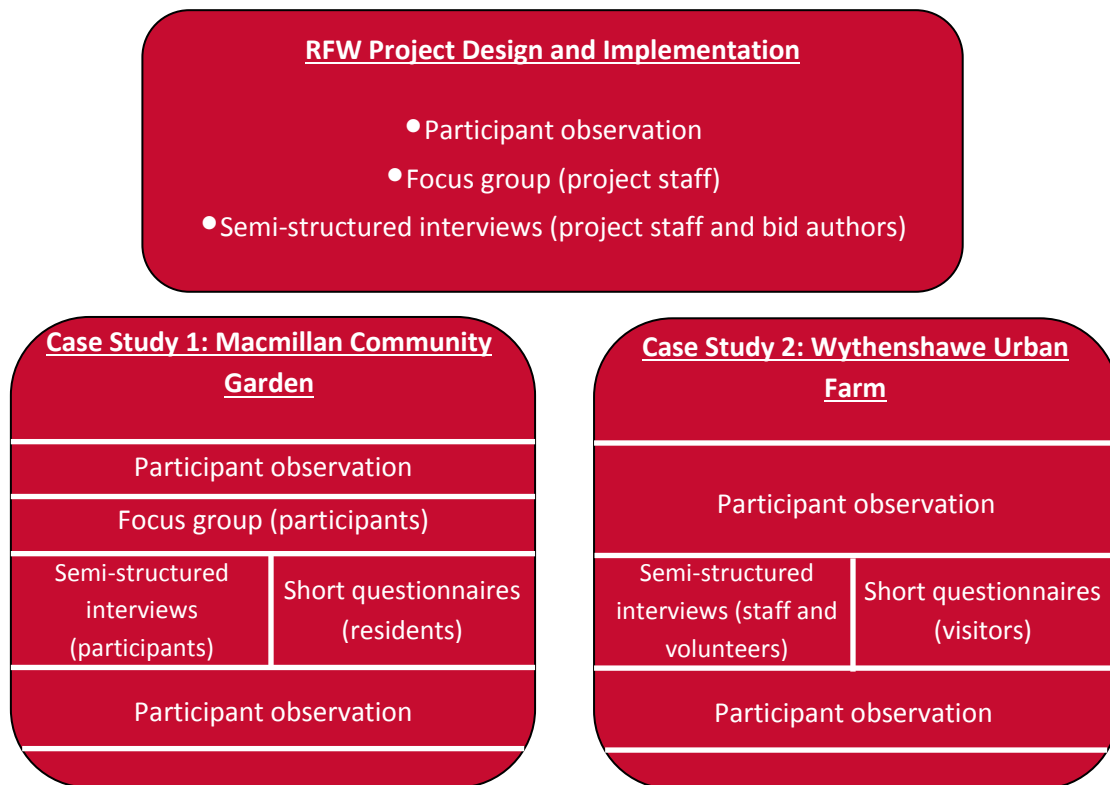 RFW Project Design and Implementation
•Participant observation
•Focus group (project staff)
•Semi-structured interviews (project staff and bid authors)
Case Study 1: Macmillan Community
Garden
Participant observation
Focus group (participants)
Semi-structured
interviews
(participants)
Short questionnaires
(residents)
Participant observation
Case Study 2: Wythenshawe Urban
Farm
Participant observation
Semi-structured
interviews (staff and
volunteers)
Short questionnaires
(visitors)
Participant observation